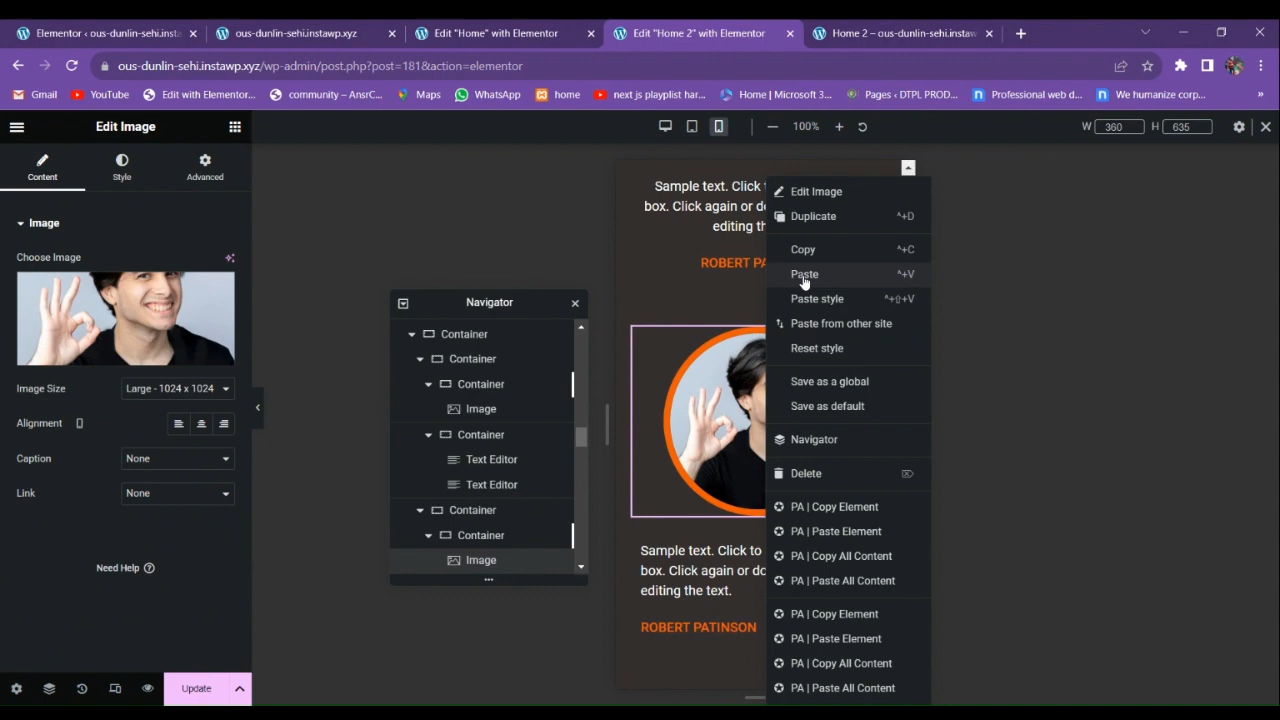 Elementor ‹ ous-dunlin-sehi.insta
ous-dunlin-sehi.instawp.xyz
Edit "Home" with Elementor
Edit "Home 2" with Elementor
Home 2 – ous-dunlin-sehi.instaw
ous-dunlin-sehi.instawp.xyz/wp-admin/post.php?post=181&action=elementor
Gmail
YouTube
Edit with Elementor...
community – AnsrC...
Maps
WhatsApp
home
next js playlist har...
Home | Microsoft 3...
Pages ‹ DTPL PROD...
Professional web d...
We humanize corp...
»
Edit Image
100%
W 360 H 635
Content
Style
Advanced
Image
Choose Image
Image Size
Large - 1024 x 1024
Alignment
Caption
None
Link
None
Need Help
Update
Navigator
Container
Container
Container
Image
Container
Text Editor
Text Editor
Container
Container
Image
Sample text. Click t
box. Click again or do
editing th
ROBERT PA
Sample text. Click to
box. Click again or do
editing the text.
ROBERT PATINSON
Edit Image
Duplicate ^+D
Copy ^+C
Paste ^+V
Paste style ^+⇧+V
Paste from other site
Reset style
Save as a global
Save as default
Navigator
Delete
PA | Copy Element
PA | Paste Element
PA | Copy All Content
PA | Paste All Content
PA | Copy Element
PA | Paste Element
PA | Copy All Content
PA | Paste All Content